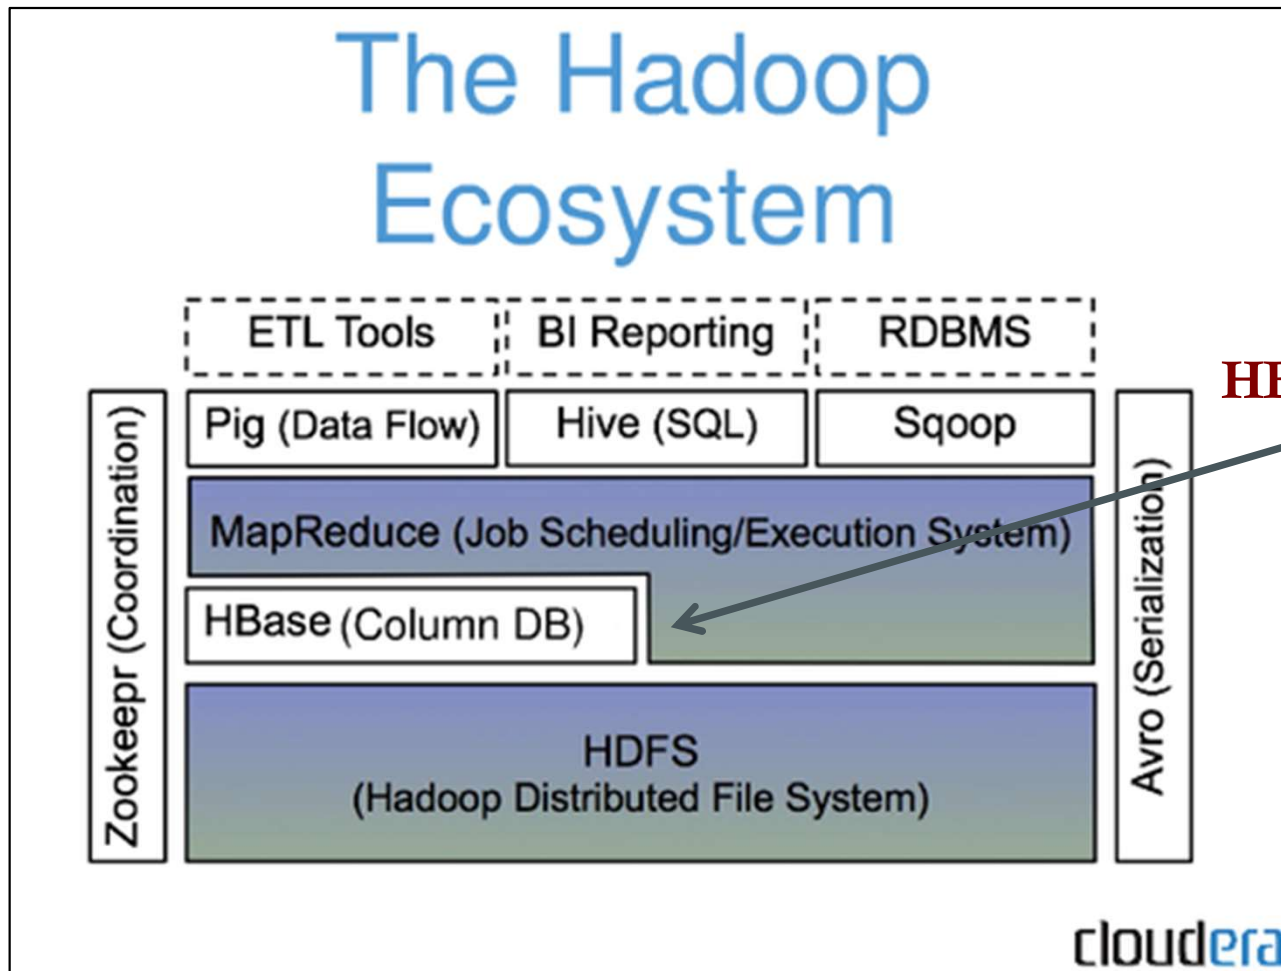 The Hadoop
Ecosystem
ETL Tools
BI Reporting
RDBMS
Pig (Data Flow)
Hive (SQL)
Sqoop
MapReduce (Job Scheduling/Execution System)
HBase (Column DB)
HDFS
(Hadoop Distributed File System)
Zookeepr (Coordination)
Avro (Serialization)
cloudera